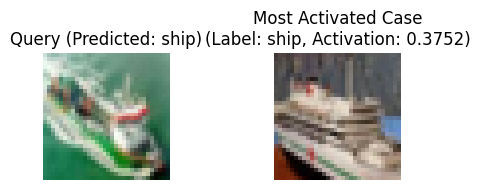 Query (Predicted: ship)
Most Activated Case
(Label: ship, Activation: 0.3752)